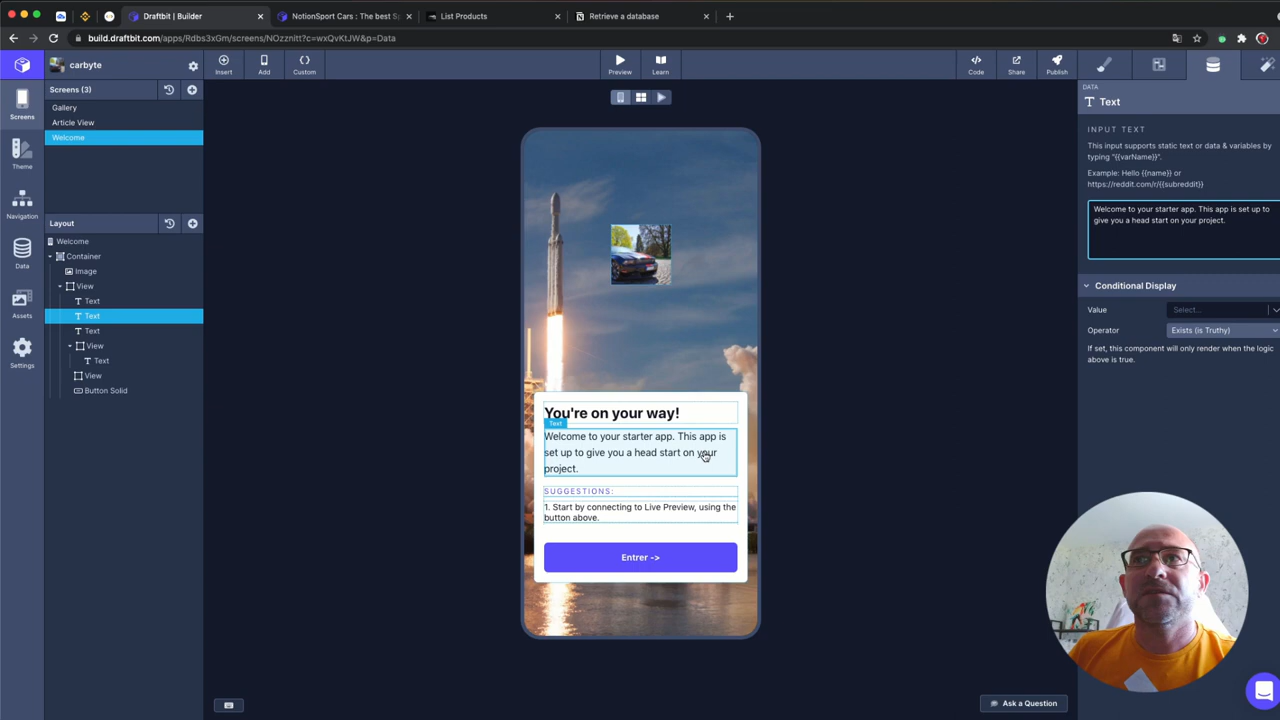 Draftbit | Builder
NotionSport Cars : The best Sp
List Products
Retrieve a database
build.draftbit.com/apps/Rdbs3xGm/screens/NOzznitt?c=wxQvKtJW&p=Data
carbyte
Insert
Add
Custom
Preview
Learn
Code
Share
Publish
Screens (3)
Gallery
Article View
Welcome
Screens
Theme
Navigation
Data
Assets
Settings
Layout
Welcome
Container
Image
View
Text
Text
Text
View
Text
View
Button Solid
You're on your way!
Text
Welcome to your starter app. This app is
set up to give you a head start on your
project.
SUGGESTIONS:
1. Start by connecting to Live Preview, using the
button above.
Entrer ->
DATA
Text
INPUT TEXT
This input supports static text or data & variables by
typing "{{varName}}".
Example: Hello {{name}} or
https://reddit.com/r/{{subreddit}}
Welcome to your starter app. This app is set up to
give you a head start on your project.
Conditional Display
Value
Select...
Operator
Exists (is Truthy)
If set, this component will only render when the logic
above is true.
Ask a Question